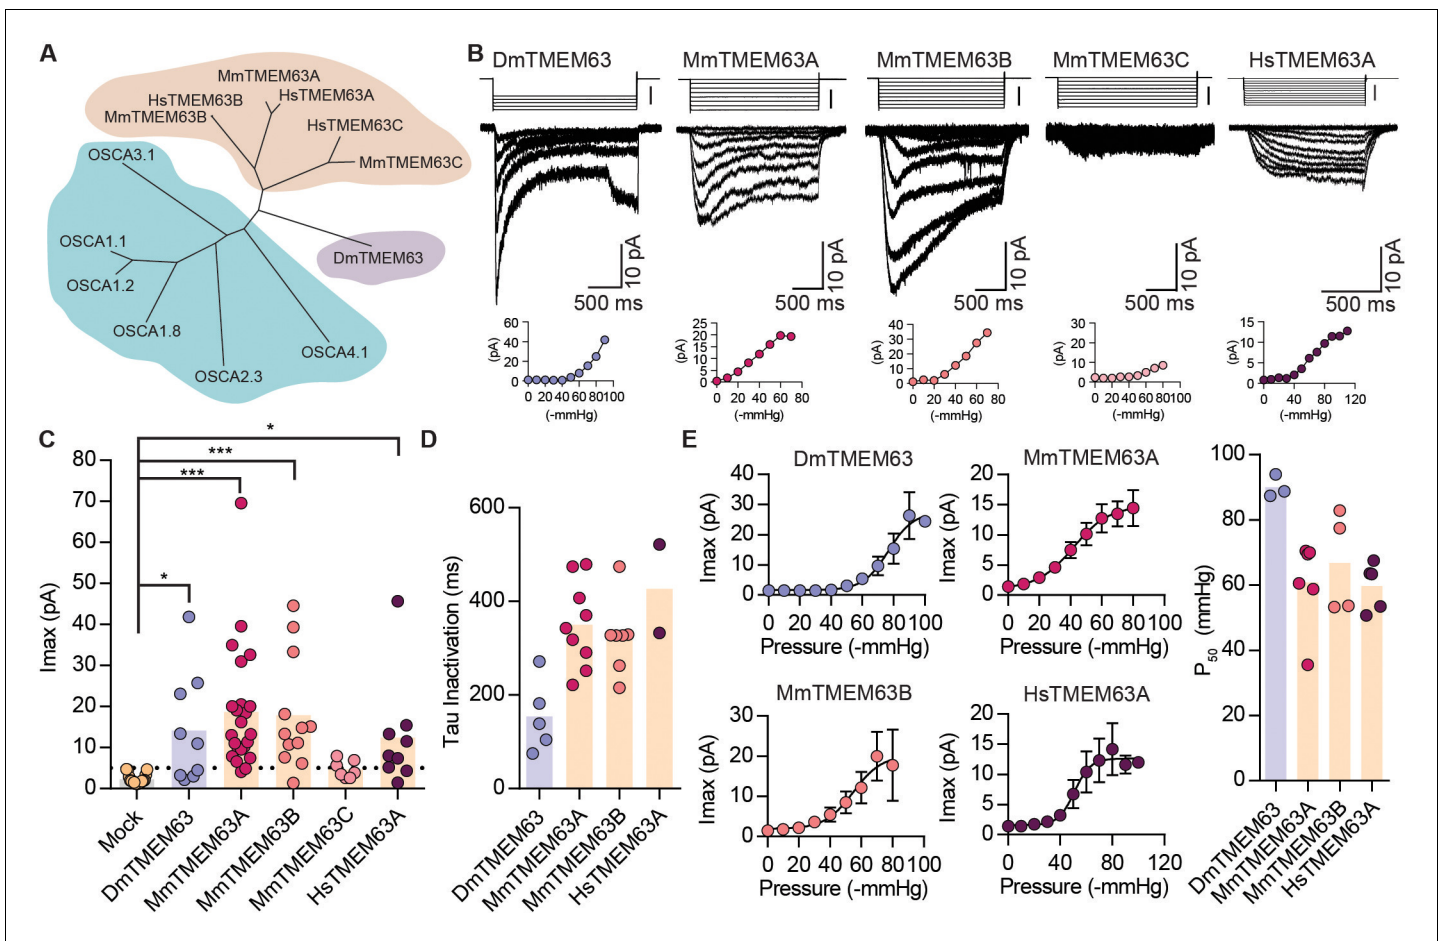 A
MmTMEM63A
HsTMEM63B
HsTMEM63A
MmTMEM63B
HsTMEM63C
MmTMEM63C
OSCA3.1
OSCA1.1
OSCA1.2
OSCA1.8
OSCA2.3
OSCA4.1
DmTMEM63
B
DmTMEM63
MmTMEM63A
MmTMEM63B
MmTMEM63C
HsTMEM63A
10 pA
500 ms
10 pA
500 ms
10 pA
500 ms
10 pA
500 ms
10 pA
500 ms
60
40
20
0
(pA)
0 20 40 60 80 100
(-mmHg)
25
20
15
10
5
0
(pA)
0 20 40 60 80
(-mmHg)
40
30
20
10
0
(pA)
0 20 40 60 80
(-mmHg)
30
20
10
0
(pA)
0 20 40 60 80 100
(-mmHg)
15
10
5
0
(pA)
0 40 80 120
(-mmHg)
C
*
***
***
*
80
70
60
50
40
30
20
10
0
Imax (pA)
Mock
DmTMEM63
MmTMEM63A
MmTMEM63B
MmTMEM63C
HsTMEM63A
D
600
400
200
0
Tau Inactivation (ms)
DmTMEM63
MmTMEM63A
MmTMEM63B
HsTMEM63A
E
DmTMEM63
40
30
20
10
0
Imax (pA)
0 20 40 60 80 100
Pressure (-mmHg)
MmTMEM63A
20
15
10
5
0
Imax (pA)
0 20 40 60 80 100
Pressure (-mmHg)
MmTMEM63B
30
20
10
0
Imax (pA)
0 20 40 60 80 100
Pressure (-mmHg)
HsTMEM63A
20
15
10
5
0
Imax (pA)
0 40 80 120
Pressure (-mmHg)
100
80
60
40
20
0
P50 (mmHg)
DmTMEM63
MmTMEM63A
MmTMEM63B
HsTMEM63A